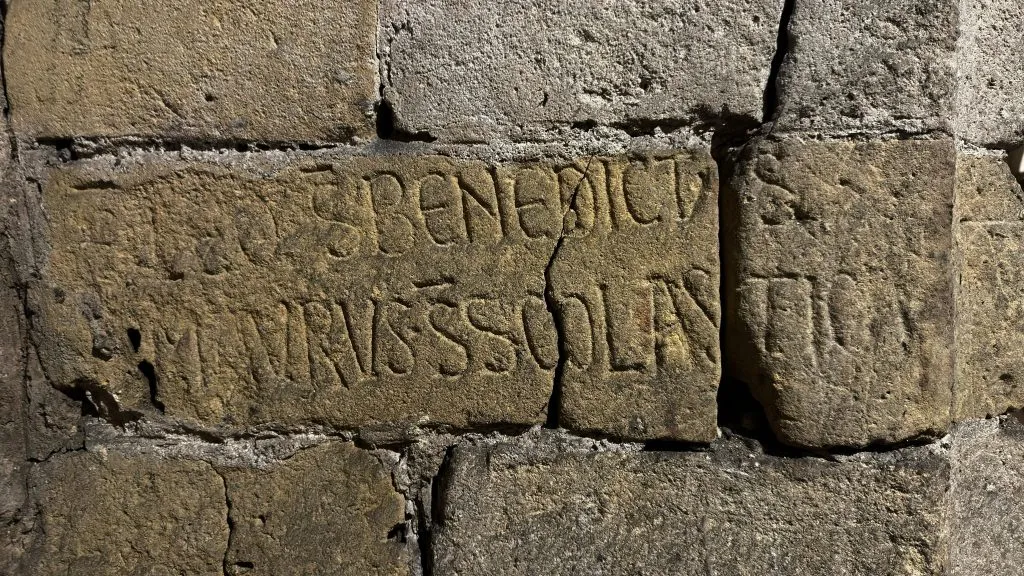 S̄ BENEDICTVS
MAVRVS·S̄ SCOLASTICA